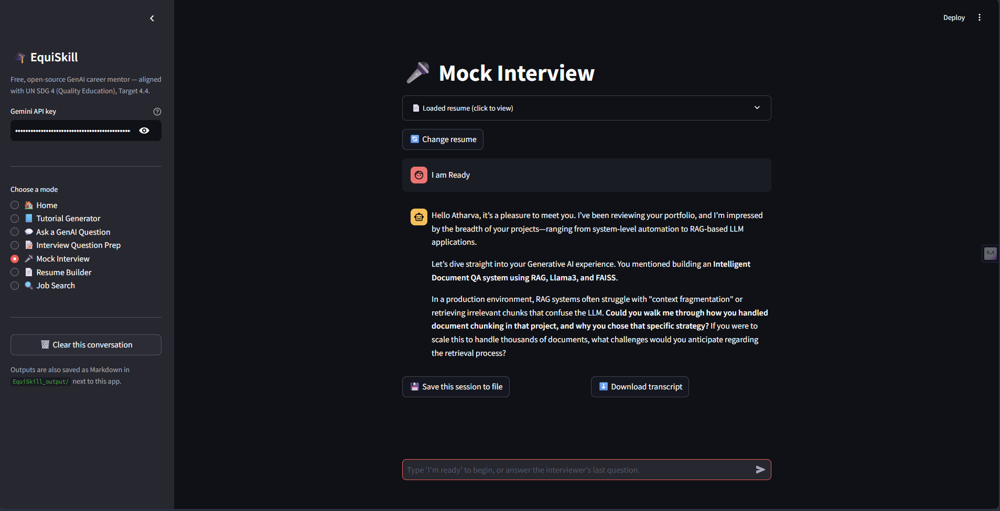 EquiSkill
Free, open-source GenAI career mentor — aligned
with UN SDG 4 (Quality Education), Target 4.4.
Gemini API key
Choose a mode
Home
Tutorial Generator
Ask a GenAI Question
Interview Question Prep
Mock Interview
Resume Builder
Job Search
Clear this conversation
Outputs are also saved as Markdown in
EquiSkill_output/ next to this app.
Deploy
Mock Interview
Loaded resume (click to view)
Change resume
I am Ready
Hello Atharva, it’s a pleasure to meet you. I’ve been reviewing your portfolio, and I’m impressed
by the breadth of your projects—ranging from system-level automation to RAG-based LLM
applications.
Let’s dive straight into your Generative AI experience. You mentioned building an Intelligent
Document QA system using RAG, Llama3, and FAISS.
In a production environment, RAG systems often struggle with "context fragmentation" or
retrieving irrelevant chunks that confuse the LLM. Could you walk me through how you handled
document chunking in that project, and why you chose that specific strategy? If you were to
scale this to handle thousands of documents, what challenges would you anticipate regarding
the retrieval process?
Save this session to file
Download transcript
Type 'I'm ready' to begin, or answer the interviewer's last question.